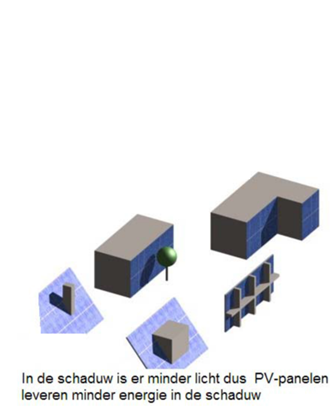 In de schaduw is er minder licht dus  PV-panelen
leveren minder energie in de schaduw